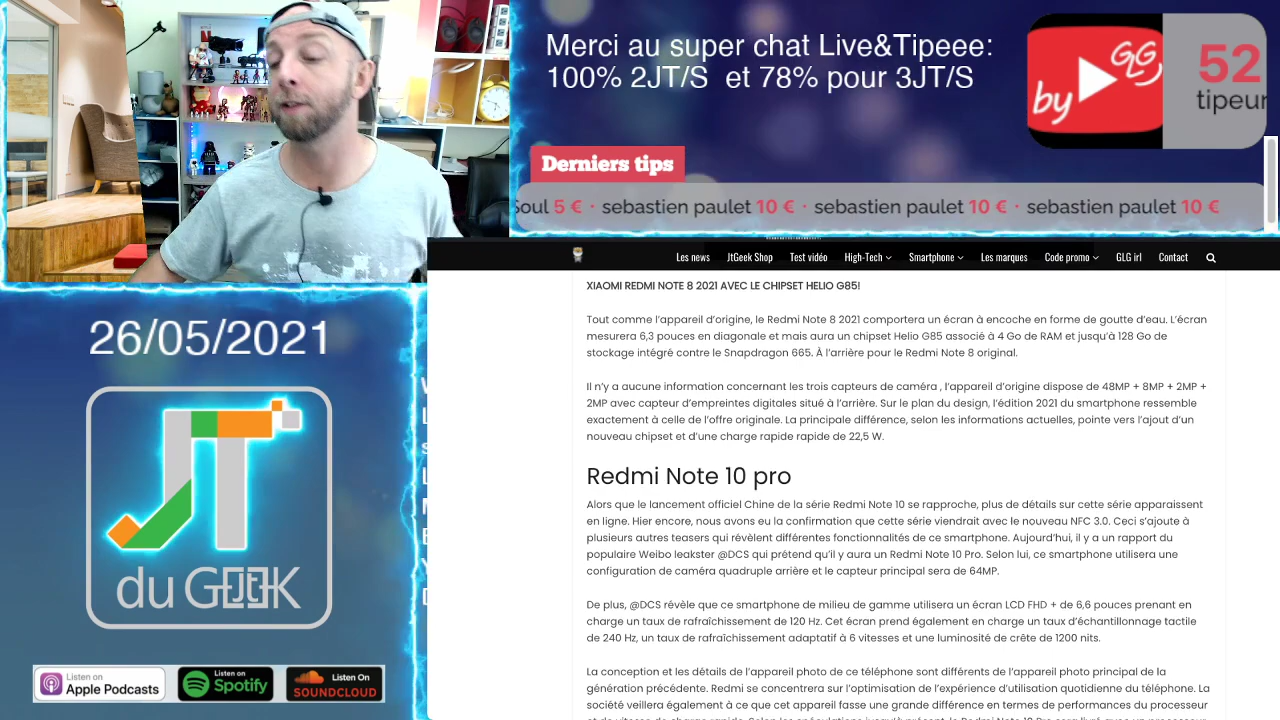 Merci au super chat Live&Tipeee:
100% 2JT/S et 78% pour 3JT/S
by GLG
52
tipeur
Derniers tips
Soul 5 € · sebastien paulet 10 € · sebastien paulet 10 € · sebastien paulet 10 €
Les news JtGeek Shop Test vidéo High-Tech Smartphone Les marques Code promo GLG irl Contact
26/05/2021
JT
du GEEK
Listen on
Apple Podcasts
Listen on
Spotify
Listen On
SOUNDCLOUD
XIAOMI REDMI NOTE 8 2021 AVEC LE CHIPSET HELIO G85!
Tout comme l’appareil d’origine, le Redmi Note 8 2021 comportera un écran à encoche en forme de goutte d’eau. L’écran
mesurera 6,3 pouces en diagonale et mais aura un chipset Helio G85 associé à 4 Go de RAM et jusqu’à 128 Go de
stockage intégré contre le Snapdragon 665. À l’arrière pour le Redmi Note 8 original.
Il n’y a aucune information concernant les trois capteurs de caméra , l’appareil d’origine dispose de 48MP + 8MP + 2MP +
2MP avec capteur d’empreintes digitales situé à l’arrière. Sur le plan du design, l’édition 2021 du smartphone ressemble
exactement à celle de l’offre originale. La principale différence, selon les informations actuelles, pointe vers l’ajout d’un
nouveau chipset et d’une charge rapide rapide de 22,5 W.
Redmi Note 10 pro
Alors que le lancement officiel Chine de la série Redmi Note 10 se rapproche, plus de détails sur cette série apparaissent
en ligne. Hier encore, nous avons eu la confirmation que cette série viendrait avec le nouveau NFC 3.0. Ceci s’ajoute à
plusieurs autres teasers qui révèlent différentes fonctionnalités de ce smartphone. Aujourd’hui, il y a un rapport du
populaire Weibo leakster @DCS qui prétend qu’il y aura un Redmi Note 10 Pro. Selon lui, ce smartphone utilisera une
configuration de caméra quadruple arrière et le capteur principal sera de 64MP.
De plus, @DCS révèle que ce smartphone de milieu de gamme utilisera un écran LCD FHD + de 6,6 pouces prenant en
charge un taux de rafraîchissement de 120 Hz. Cet écran prend également en charge un taux d’échantillonnage tactile
de 240 Hz, un taux de rafraîchissement adaptatif à 6 vitesses et une luminosité de crête de 1200 nits.
La conception et les détails de l’appareil photo de ce téléphone sont différents de l’appareil photo principal de la
génération précédente. Redmi se concentrera sur l’optimisation de l’expérience d’utilisation quotidienne du téléphone. La
société veillera également à ce que cet appareil fasse une grande différence en termes de performances du processeur